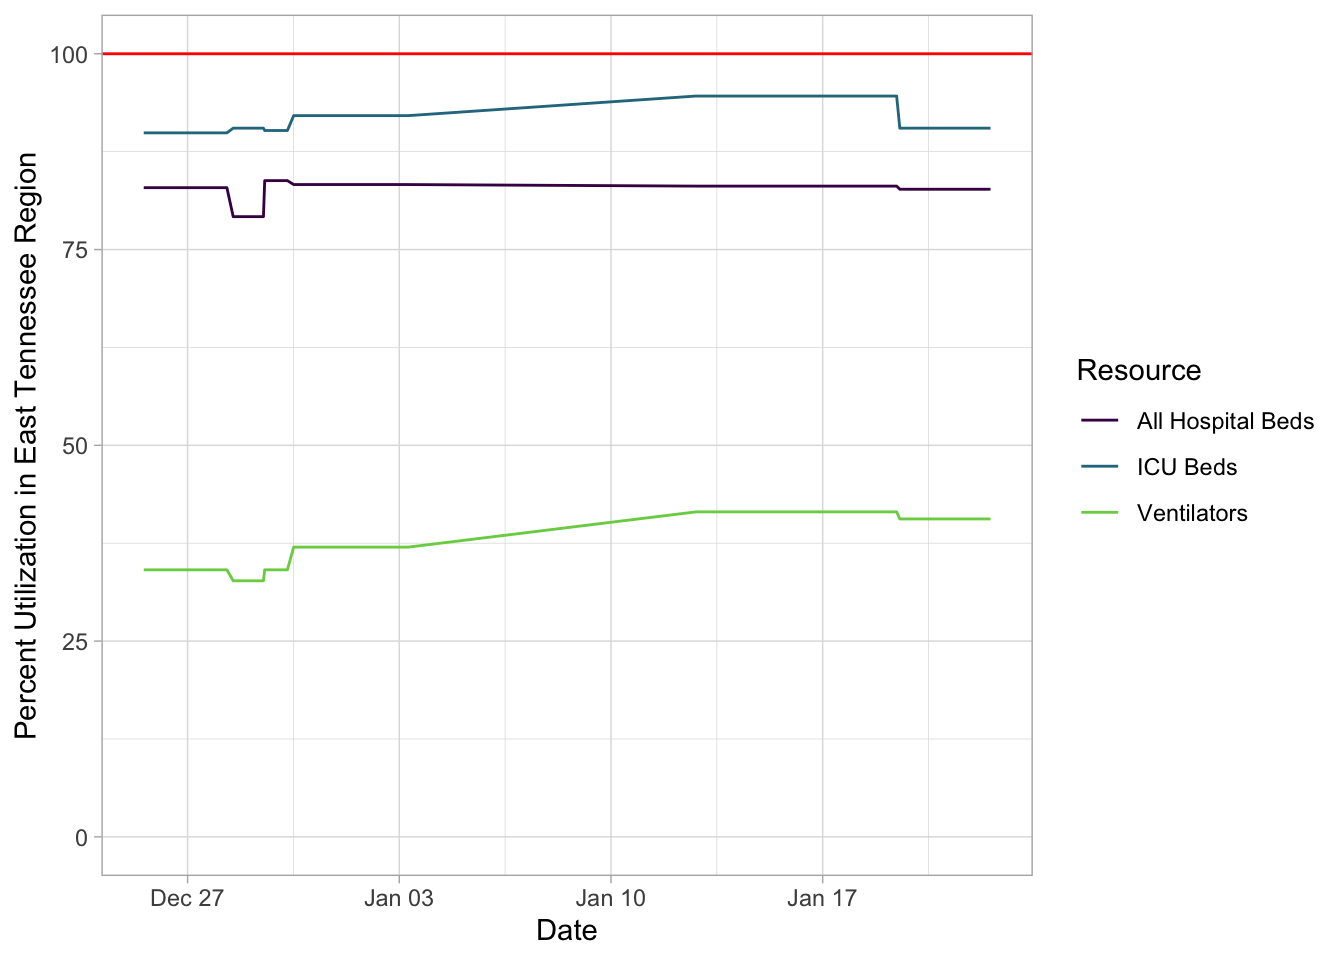 Percent Utilization in East Tennessee Region
100
75
50
25
0
Dec 27
Jan 03
Jan 10
Jan 17
Date
Resource
All Hospital Beds
ICU Beds
Ventilators